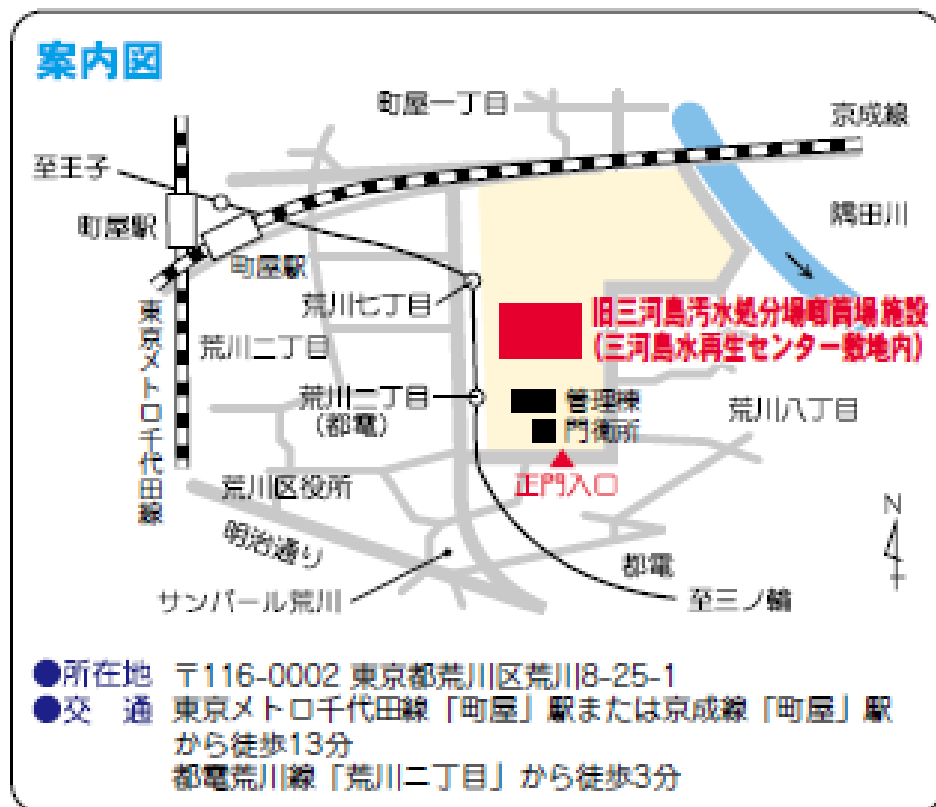 案内図
町屋一丁目
京成線
至王子
町屋駅
隅田川
町屋駅
荒川七丁目
旧三河島汚水処分場喞筒場施設
(三河島水再生センター敷地内)
東京メトロ千代田線
荒川二丁目
荒川二丁目
(都電)
管理棟
門衛所
荒川八丁目
正門入口
荒川区役所
N
明治通り
都電
サンパール荒川
至三ノ輪
●所在地 〒116-0002 東京都荒川区荒川8-25-1
●交 通 東京メトロ千代田線「町屋」駅または京成線「町屋」駅
から徒歩13分
都電荒川線「荒川二丁目」から徒歩3分